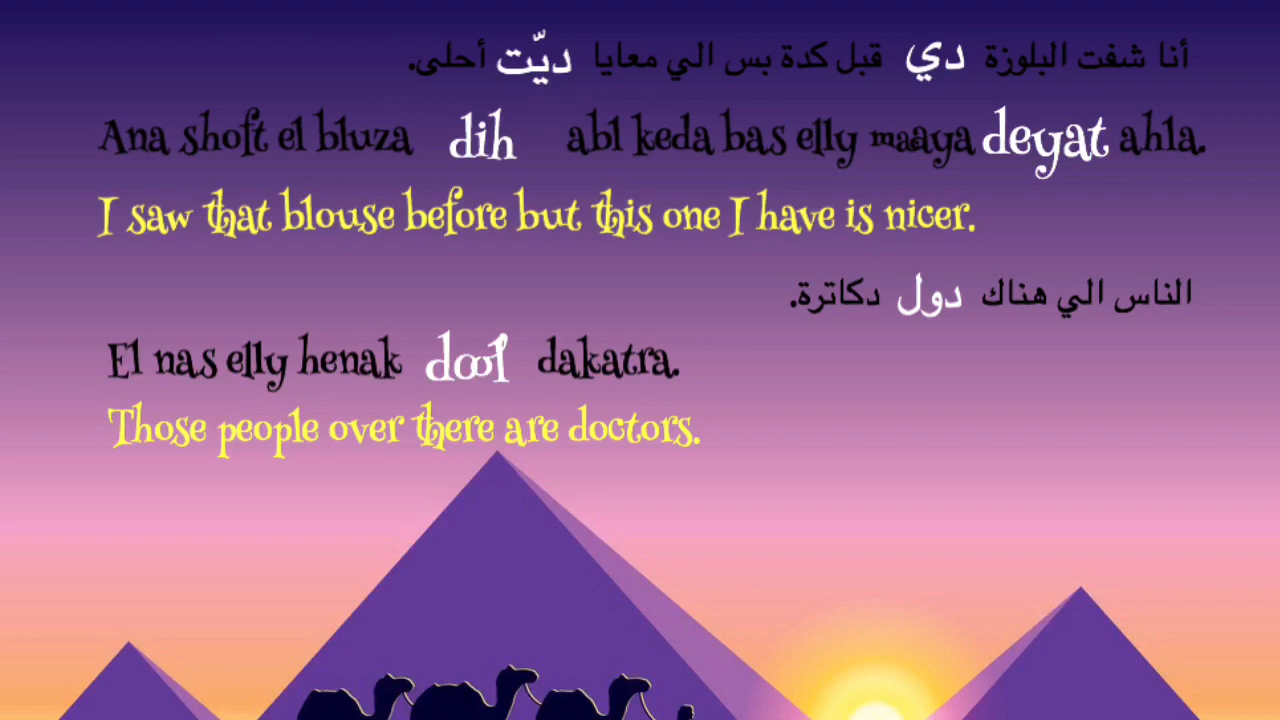 أنا شفت البلوزة دي قبل كدة بس الي معايا ديّت أحلى.
Ana shoft el bluza dih abl keda bas elly maaya deyat ahla.
I saw that blouse before but this one I have is nicer.
الناس الي هناك دول دكاترة.
El nas elly henak dool dakatra.
Those people over there are doctors.